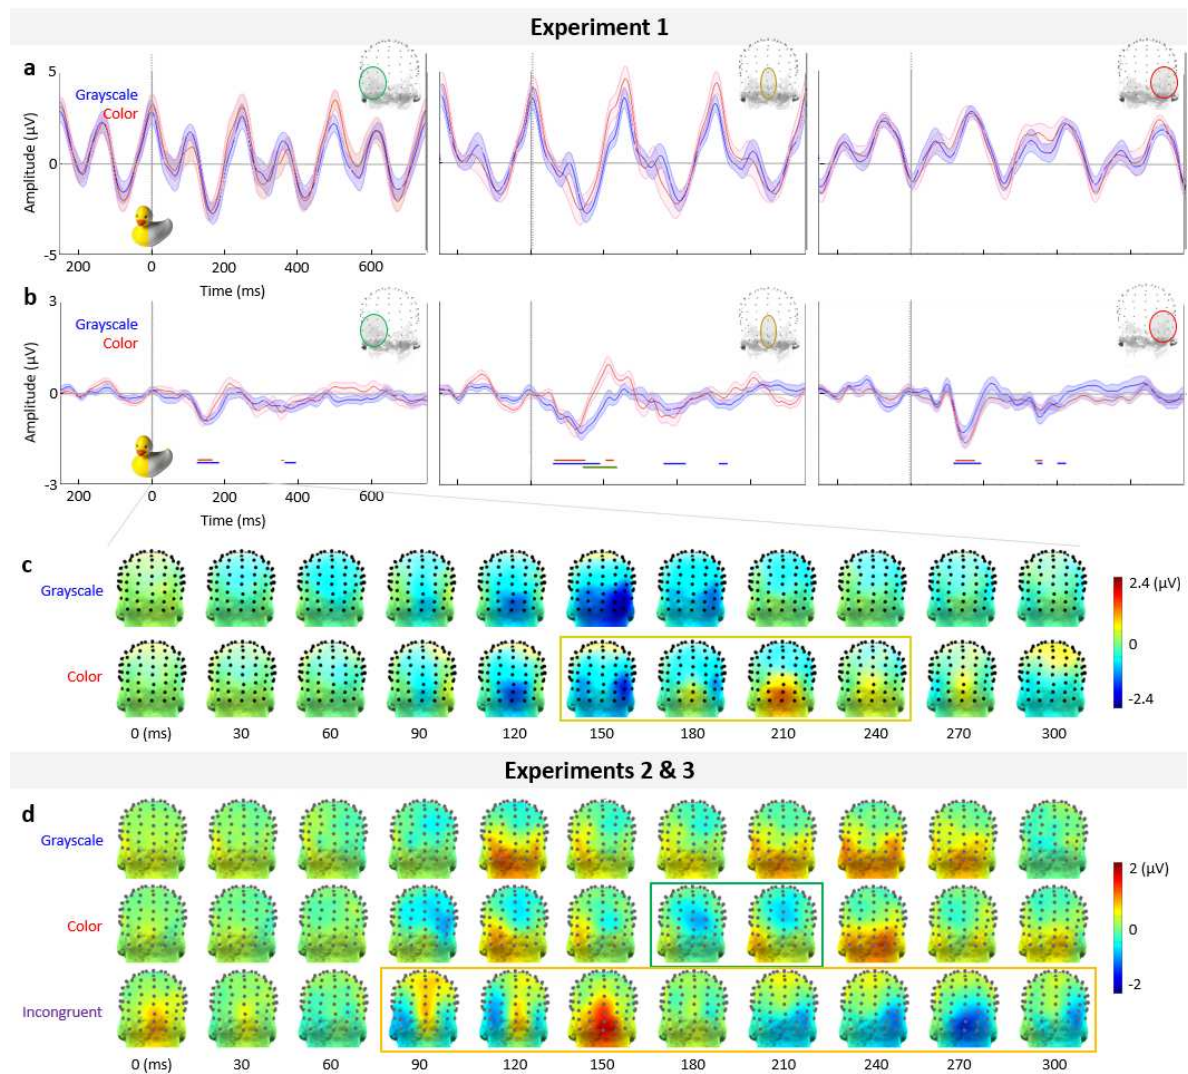 Experiment 1
a
5
0
-5
Amplitude (µV)
Grayscale
Color
200 0 200 400 600
Time (ms)
b
3
0
-3
Amplitude (µV)
Grayscale
Color
200 0 200 400 600
Time (ms)
c
Grayscale
Color
2.4 (µV)
0
-2.4
0 (ms) 30 60 90 120 150 180 210 240 270 300
Experiments 2 & 3
d
Grayscale
Color
Incongruent
2 (µV)
0
-2
0 (ms) 30 60 90 120 150 180 210 240 270 300